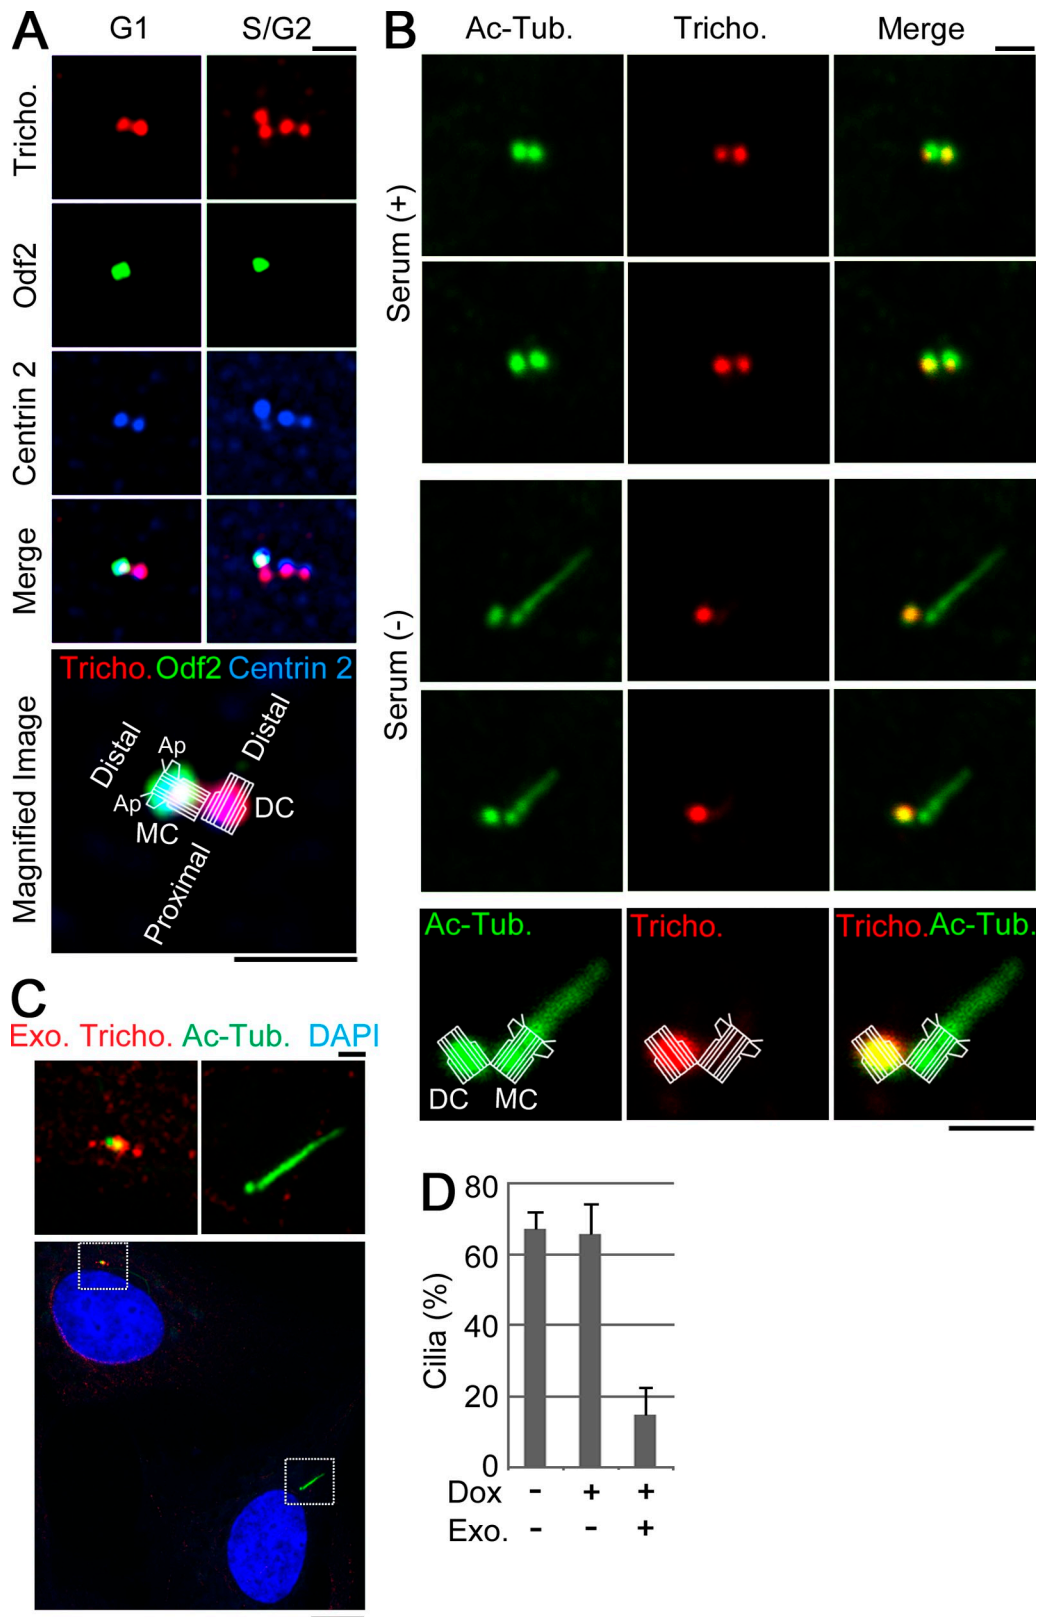 A
G1
S/G2
Tricho.
Odf2
Centrin 2
Merge
Magnified Image
Tricho. Odf2 Centrin 2
Distal
Ap
Distal
Ap
MC
DC
Proximal
B
Ac-Tub.
Tricho.
Merge
Serum (+)
Serum (-)
Ac-Tub.
Tricho.
Tricho. Ac-Tub.
DC
MC
C
Exo. Tricho. Ac-Tub. DAPI
D
80
60
40
20
0
Cilia (%)
Dox - + +
Exo. - - +